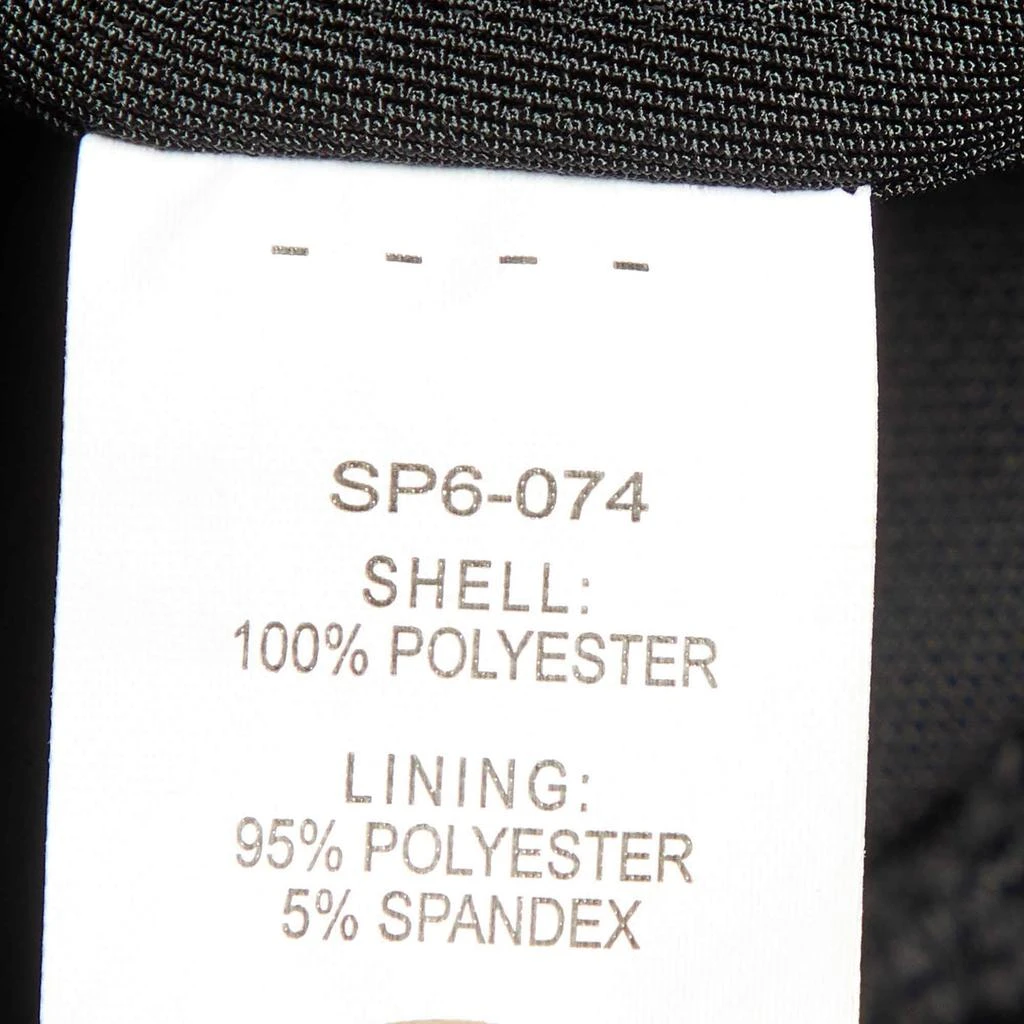 - - - -
SP6-074
SHELL:
100% POLYESTER
LINING:
95% POLYESTER
5% SPANDEX